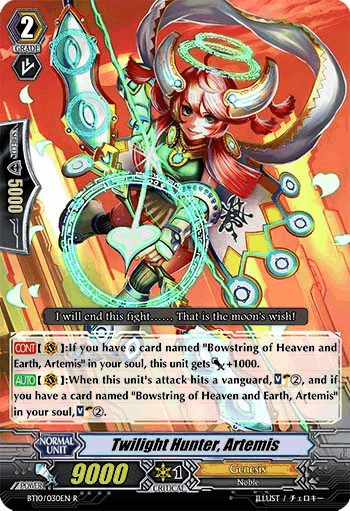 2
GRADE
SHIELD
5000
I will end this fight...... That is the moon's wish!
CONT[ ]:If you have a card named "Bowstring of Heaven and
Earth, Artemis" in your soul, this unit gets +1000.
AUTO[ ]:When this unit's attack hits a vanguard, V ②, and if
you have a card named "Bowstring of Heaven and Earth, Artemis"
in your soul, V ②.
NORMAL
UNIT
Twilight Hunter, Artemis
BT10/030EN R
POWER
9000
1
CRITICAL
Genesis
Noble
ILLUST / チェロキー